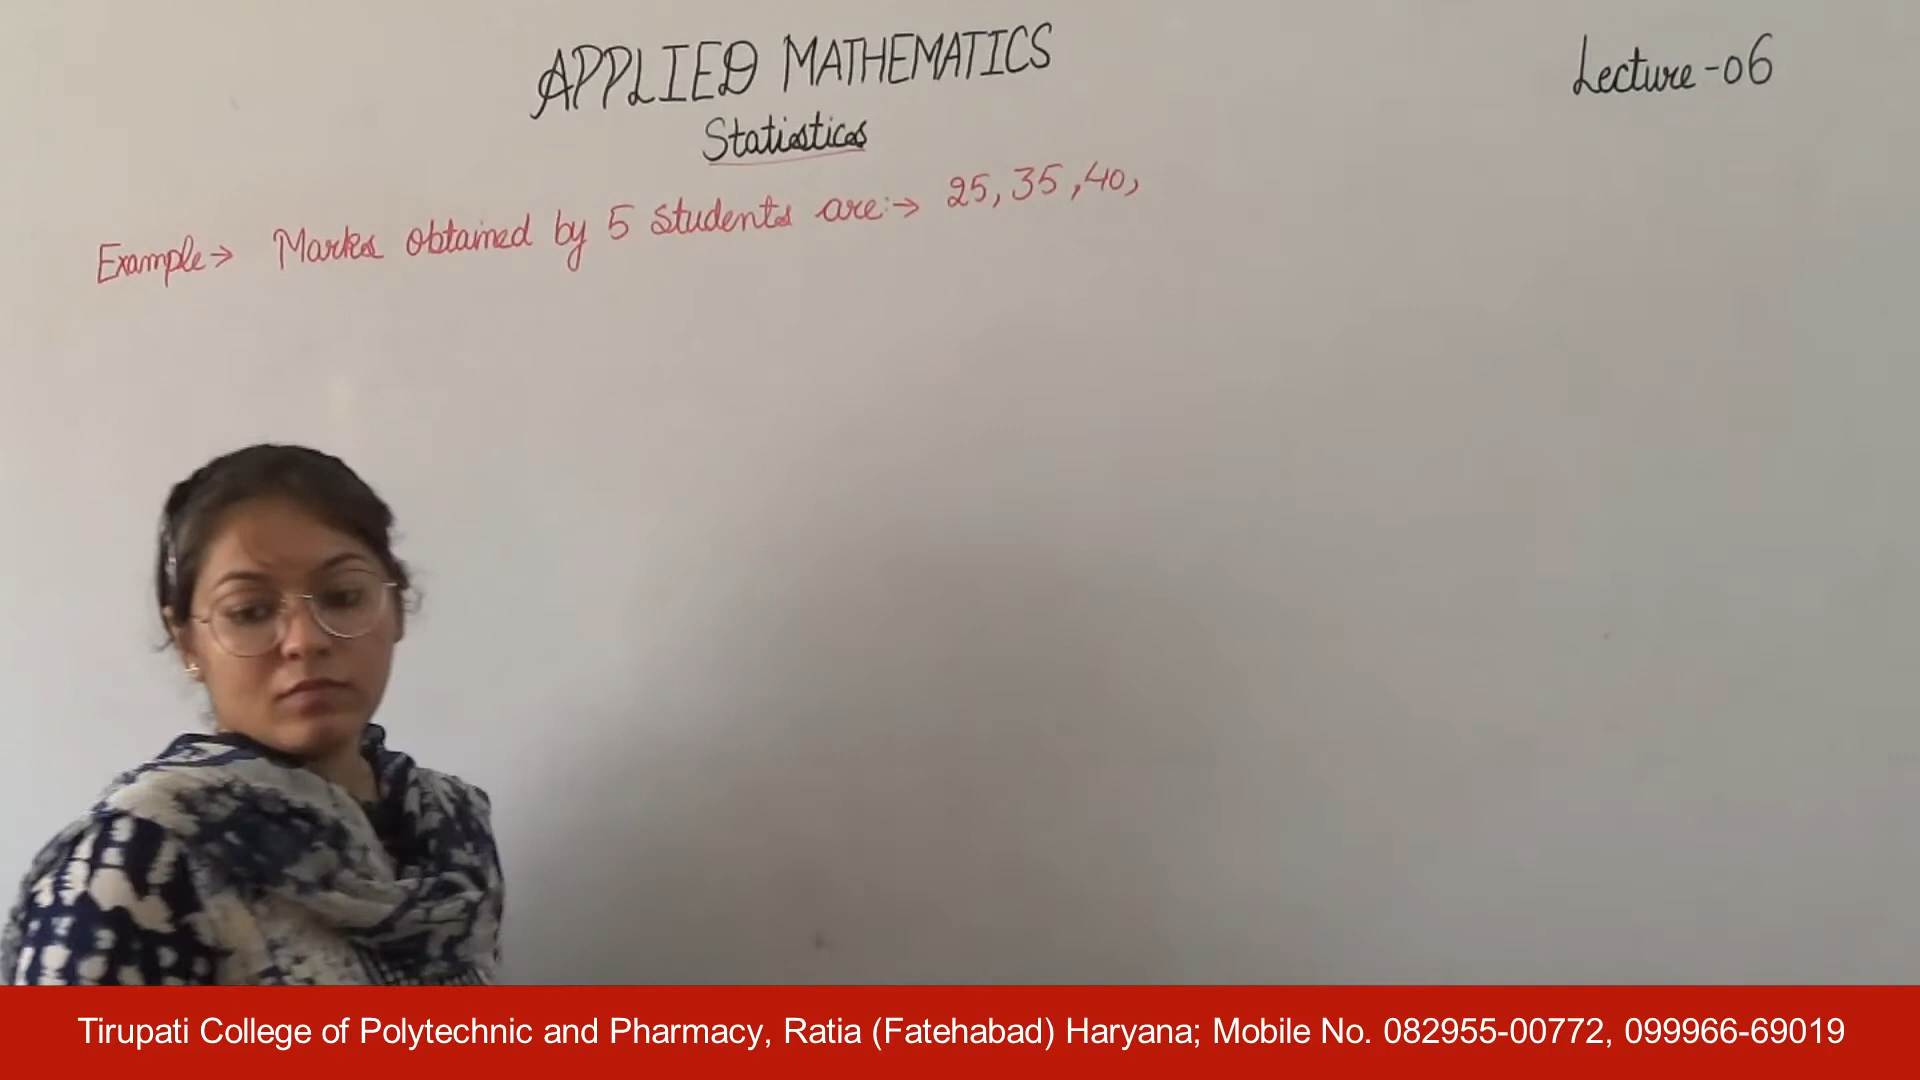 APPLIED MATHEMATICS
Lecture-06
Statistics
Example→ Marks obtained by 5 students are:→ 25, 35, 40,
Tirupati College of Polytechnic and Pharmacy, Ratia (Fatehabad) Haryana; Mobile No. 082955-00772, 099966-69019